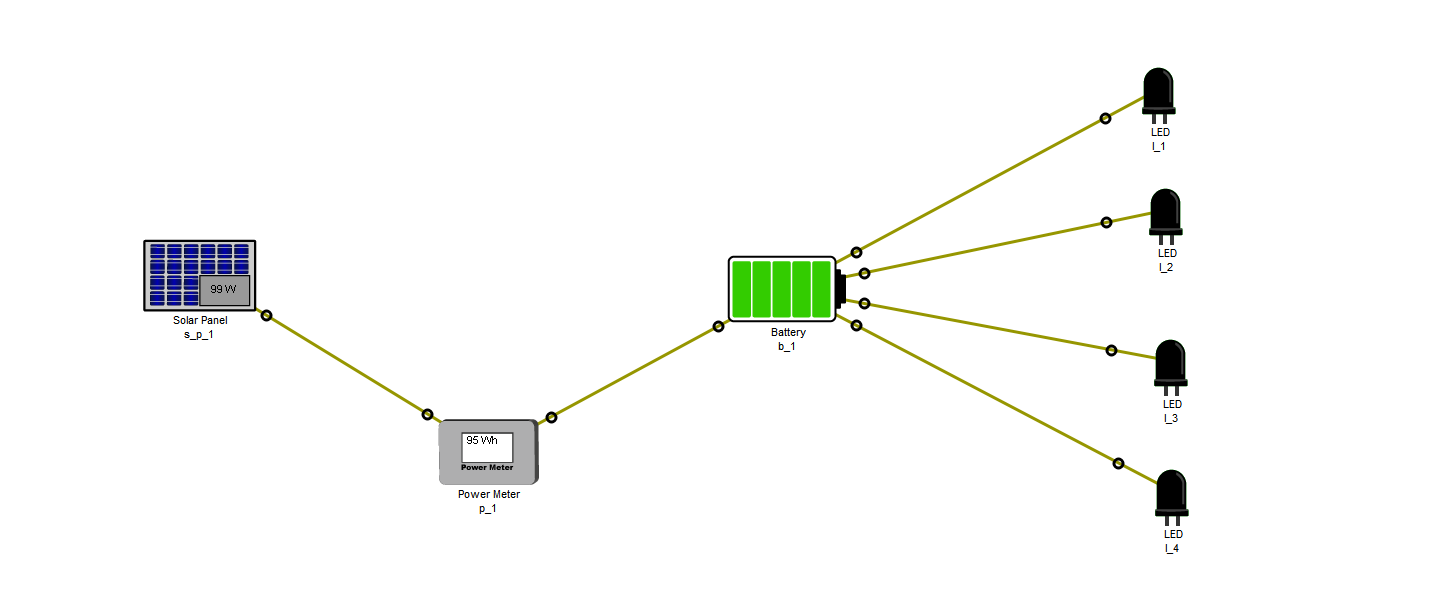 LED
l_1
LED
l_2
99 W
Solar Panel
s_p_1
Battery
b_1
LED
l_3
95 Wh
Power Meter
Power Meter
p_1
LED
l_4